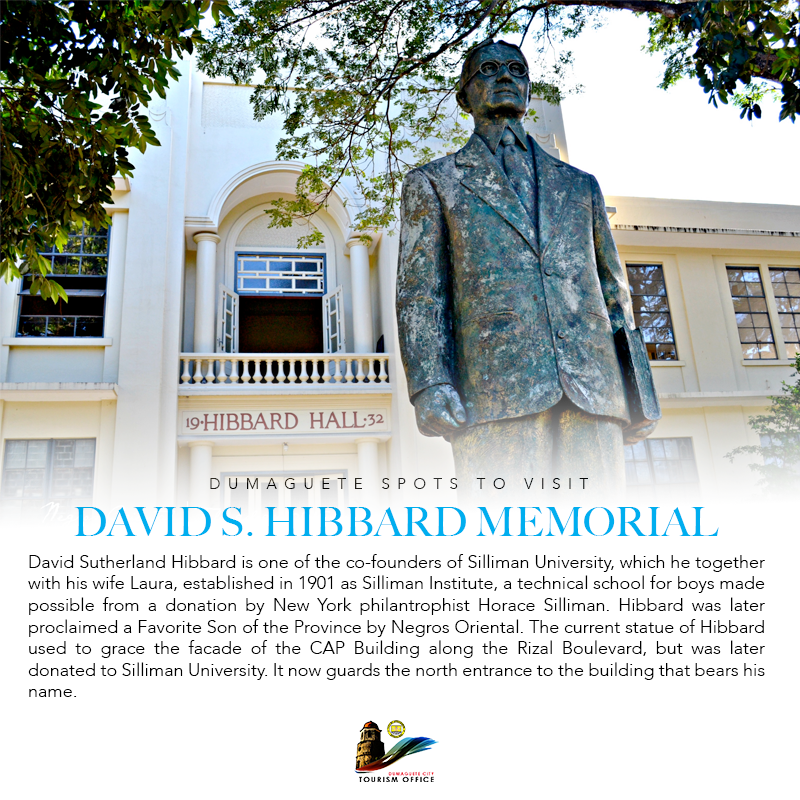 19·HIBBARD HALL·32
DUMAGUETE SPOTS TO VISIT
DAVID S. HIBBARD MEMORIAL
David Sutherland Hibbard is one of the co-founders of Silliman University, which he together
with his wife Laura, established in 1901 as Silliman Institute, a technical school for boys made
possible from a donation by New York philantrophist Horace Silliman. Hibbard was later
proclaimed a Favorite Son of the Province by Negros Oriental. The current statue of Hibbard
used to grace the facade of the CAP Building along the Rizal Boulevard, but was later
donated to Silliman University. It now guards the north entrance to the building that bears his
name.
DUMAGUETE CITY
TOURISM OFFICE